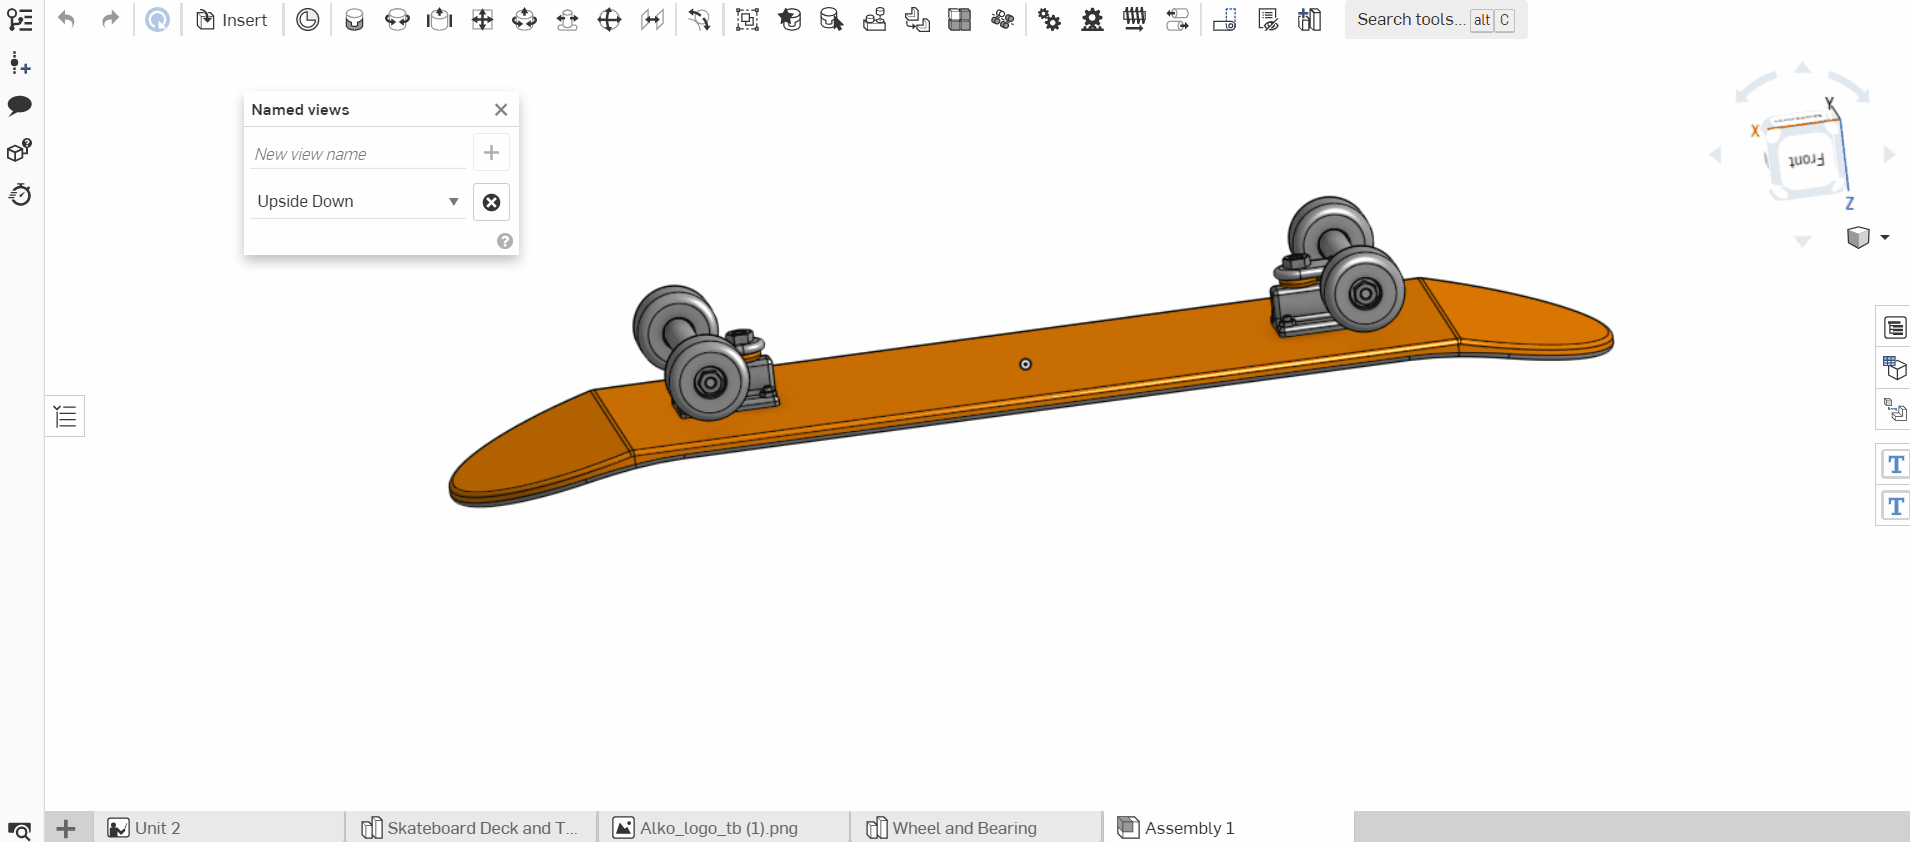 Insert
Search tools... alt C
Named views
New view name
Upside Down
Y
X
Front
Z
T
T
Unit 2
Skateboard Deck and T...
Alko_logo_tb (1).png
Wheel and Bearing
Assembly 1